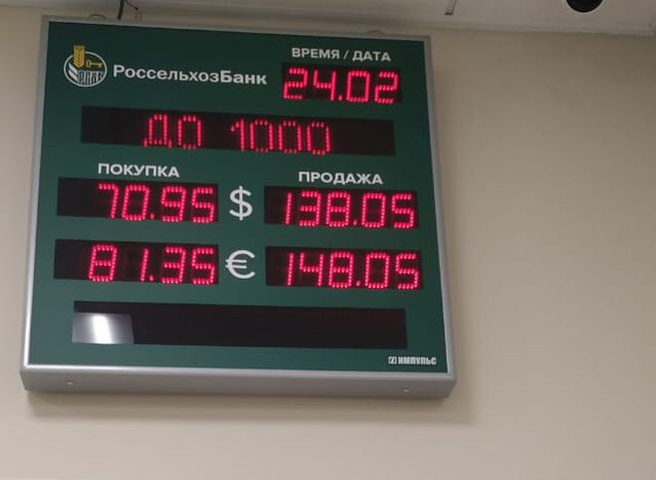 ВРЕМЯ / ДАТА
РоссельхозБанк
24.02
ДО 1000
ПОКУПКА
ПРОДАЖА
70.95 $ 138.05
81.35 € 148.05
ИМПУЛЬС